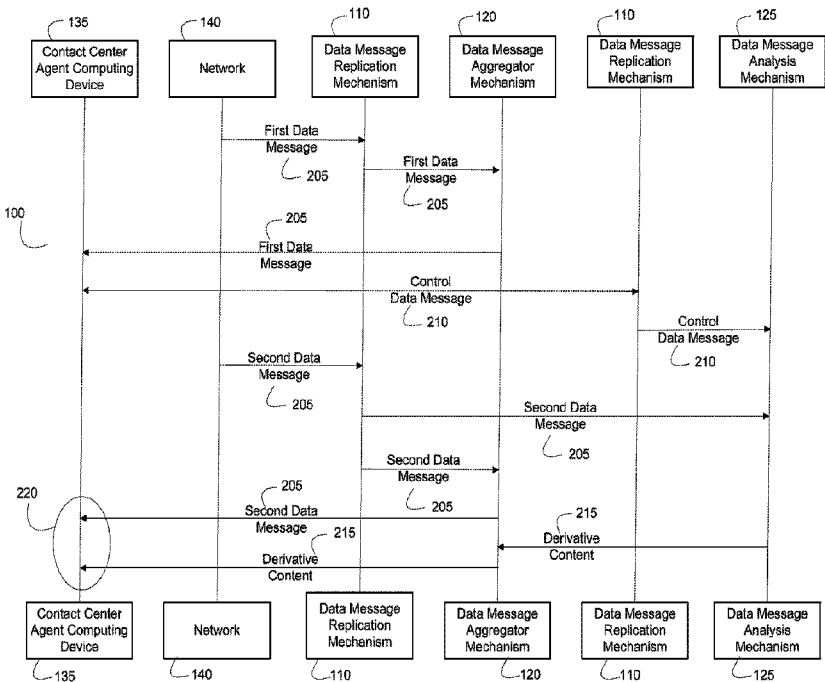 135
140
110
120
110
125
Contact Center
Agent Computing
Device
Network
Data Message
Replication
Mechanism
Data Message
Aggregator
Mechanism
Data Message
Replication
Mechanism
Data Message
Analysis
Mechanism
First Data
Message
205
First Data
Message
205
100
205
First Data
Message
Control
Data Message
210
Control
Data Message
210
Second Data
Message
205
Second Data
Message
205
Second Data
Message
205
220
205
Second Data
Message
215
Derivative
Content
215
Derivative
Content
Contact Center
Agent Computing
Device
Network
Data Message
Replication
Mechanism
Data Message
Aggregator
Mechanism
Data Message
Replication
Mechanism
Data Message
Analysis
Mechanism
135
140
110
120
110
125